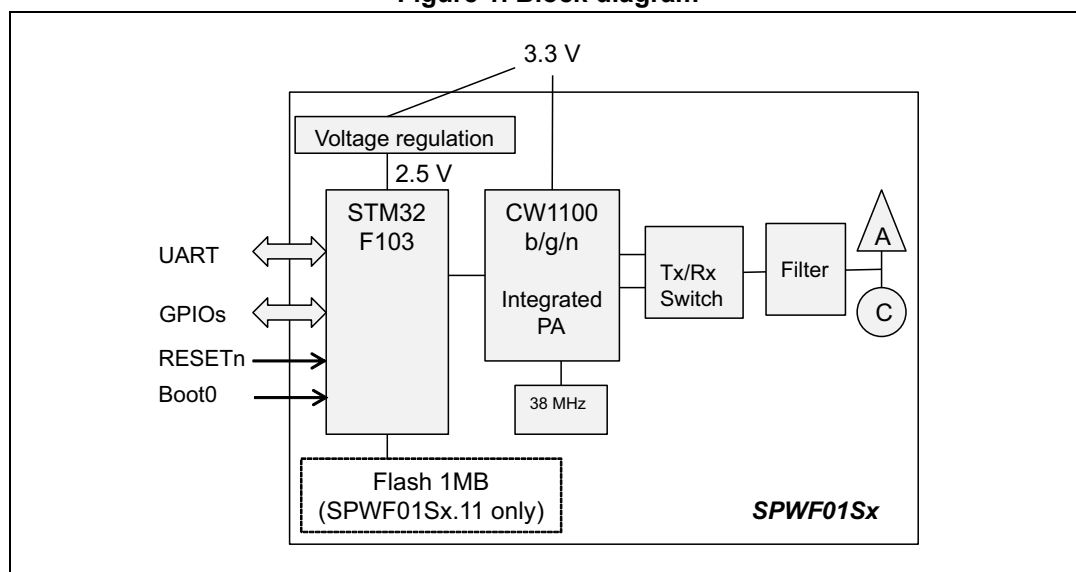 Figure 1. Block diagram
3.3 V
Voltage regulation
2.5 V
STM32
F103
CW1100
b/g/n
Integrated
PA
Tx/Rx
Switch
Filter
A
C
UART
GPIOs
RESETn
Boot0
38 MHz
Flash 1MB
(SPWF01Sx.11 only)
SPWF01Sx